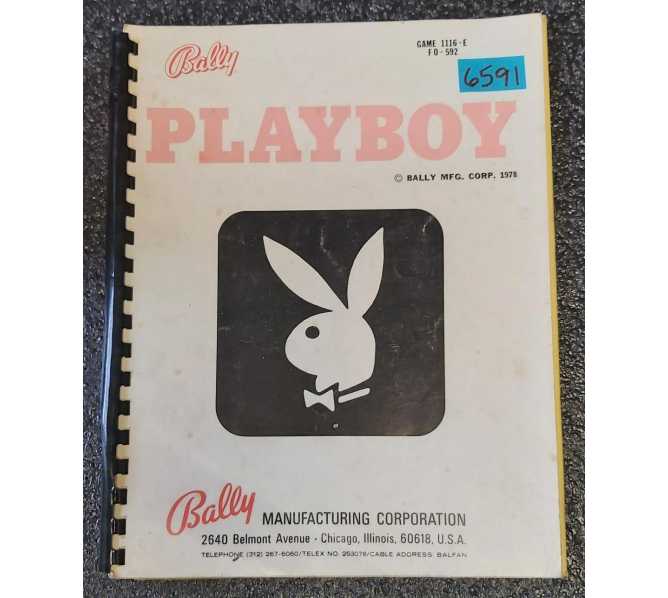 Bally
GAME 1116-E
FO-592
6591
PLAYBOY
© BALLY MFG. CORP. 1978
Bally MANUFACTURING CORPORATION
2640 Belmont Avenue - Chicago, Illinois, 60618, U.S.A.
TELEPHONE (312) 267-6060/TELEX NO. 253076/CABLE ADDRESS: BALFAN